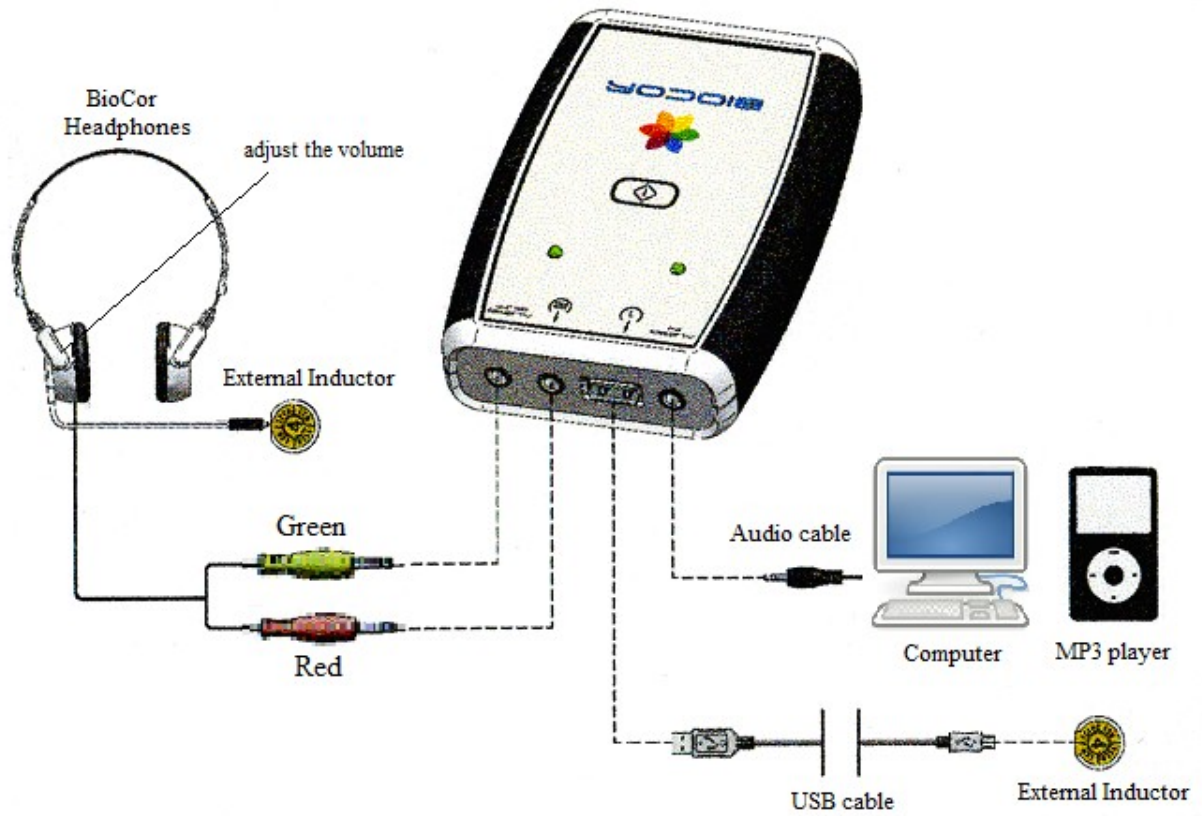 BioCor
Headphones
adjust the volume
BIOCOR
External Inductor
Green
Red
Audio cable
Computer
MP3 player
USB cable
External Inductor